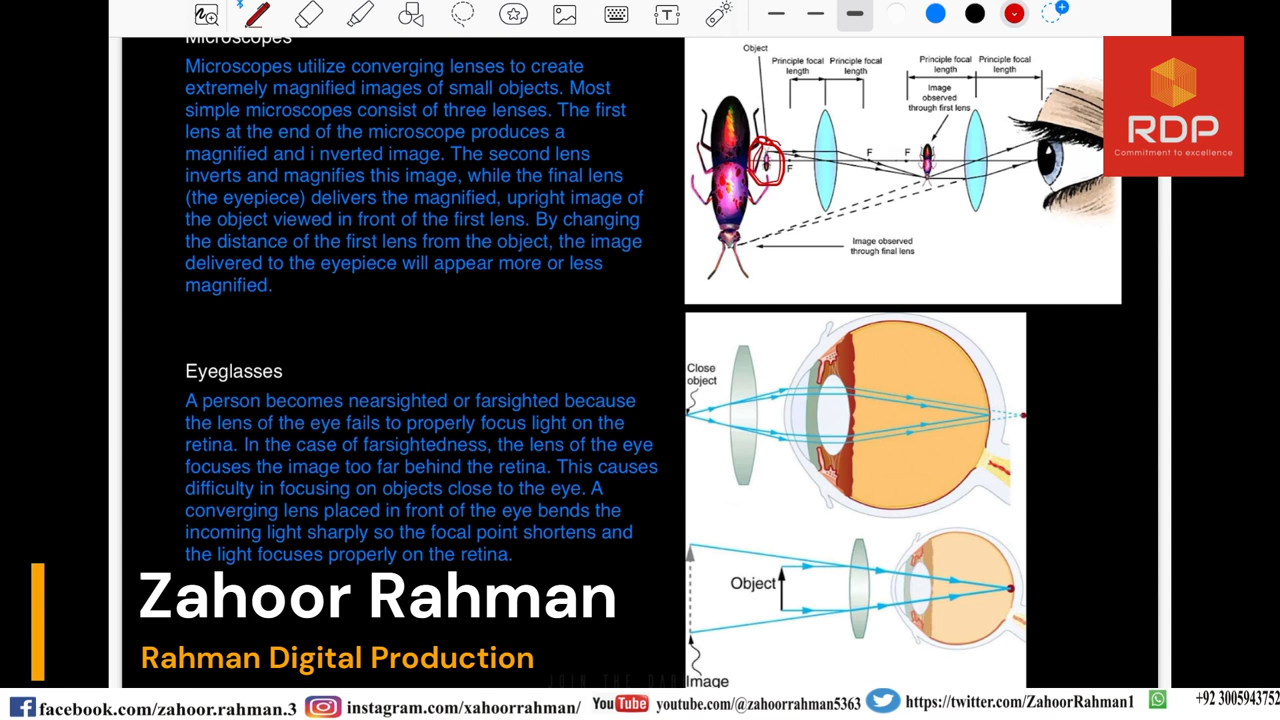 Microscopes
Microscopes utilize converging lenses to create
extremely magnified images of small objects. Most
simple microscopes consist of three lenses. The first
lens at the end of the microscope produces a
magnified and i nverted image. The second lens
inverts and magnifies this image, while the final lens
(the eyepiece) delivers the magnified, upright image of
the object viewed in front of the first lens. By changing
the distance of the first lens from the object, the image
delivered to the eyepiece will appear more or less
magnified.
Object
Principle focal
length
Principle focal
length
Principle focal
length
Principle focal
length
Image
observed
through first lens
F
F
F
Image observed
through final lens
RDP
Commitment to excellence
Eyeglasses
A person becomes nearsighted or farsighted because
the lens of the eye fails to properly focus light on the
retina. In the case of farsightedness, the lens of the eye
focuses the image too far behind the retina. This causes
difficulty in focusing on objects close to the eye. A
converging lens placed in front of the eye bends the
incoming light sharply so the focal point shortens and
the light focuses properly on the retina.
Close
object
Object
Image
Zahoor Rahman
Rahman Digital Production
JOIN THE
facebook.com/zahoor.rahman.3
instagram.com/xahoorrahman/
YouTube
youtube.com/@zahoorrahman5363
https://twitter.com/ZahoorRahman1
+92 3005943752